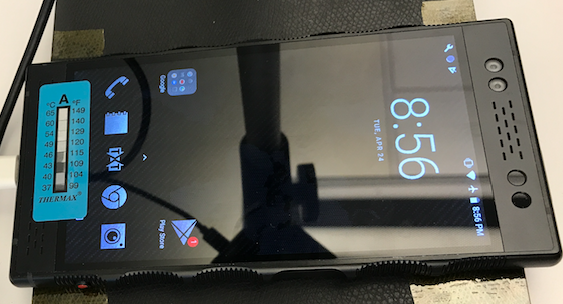 A
°C °F
65 149
60 140
54 129
49 120
46 115
43 109
40 104
37 99
THERMAX®
Google
Play Store
1
8:56
TUE, APR 24
8:56 PM